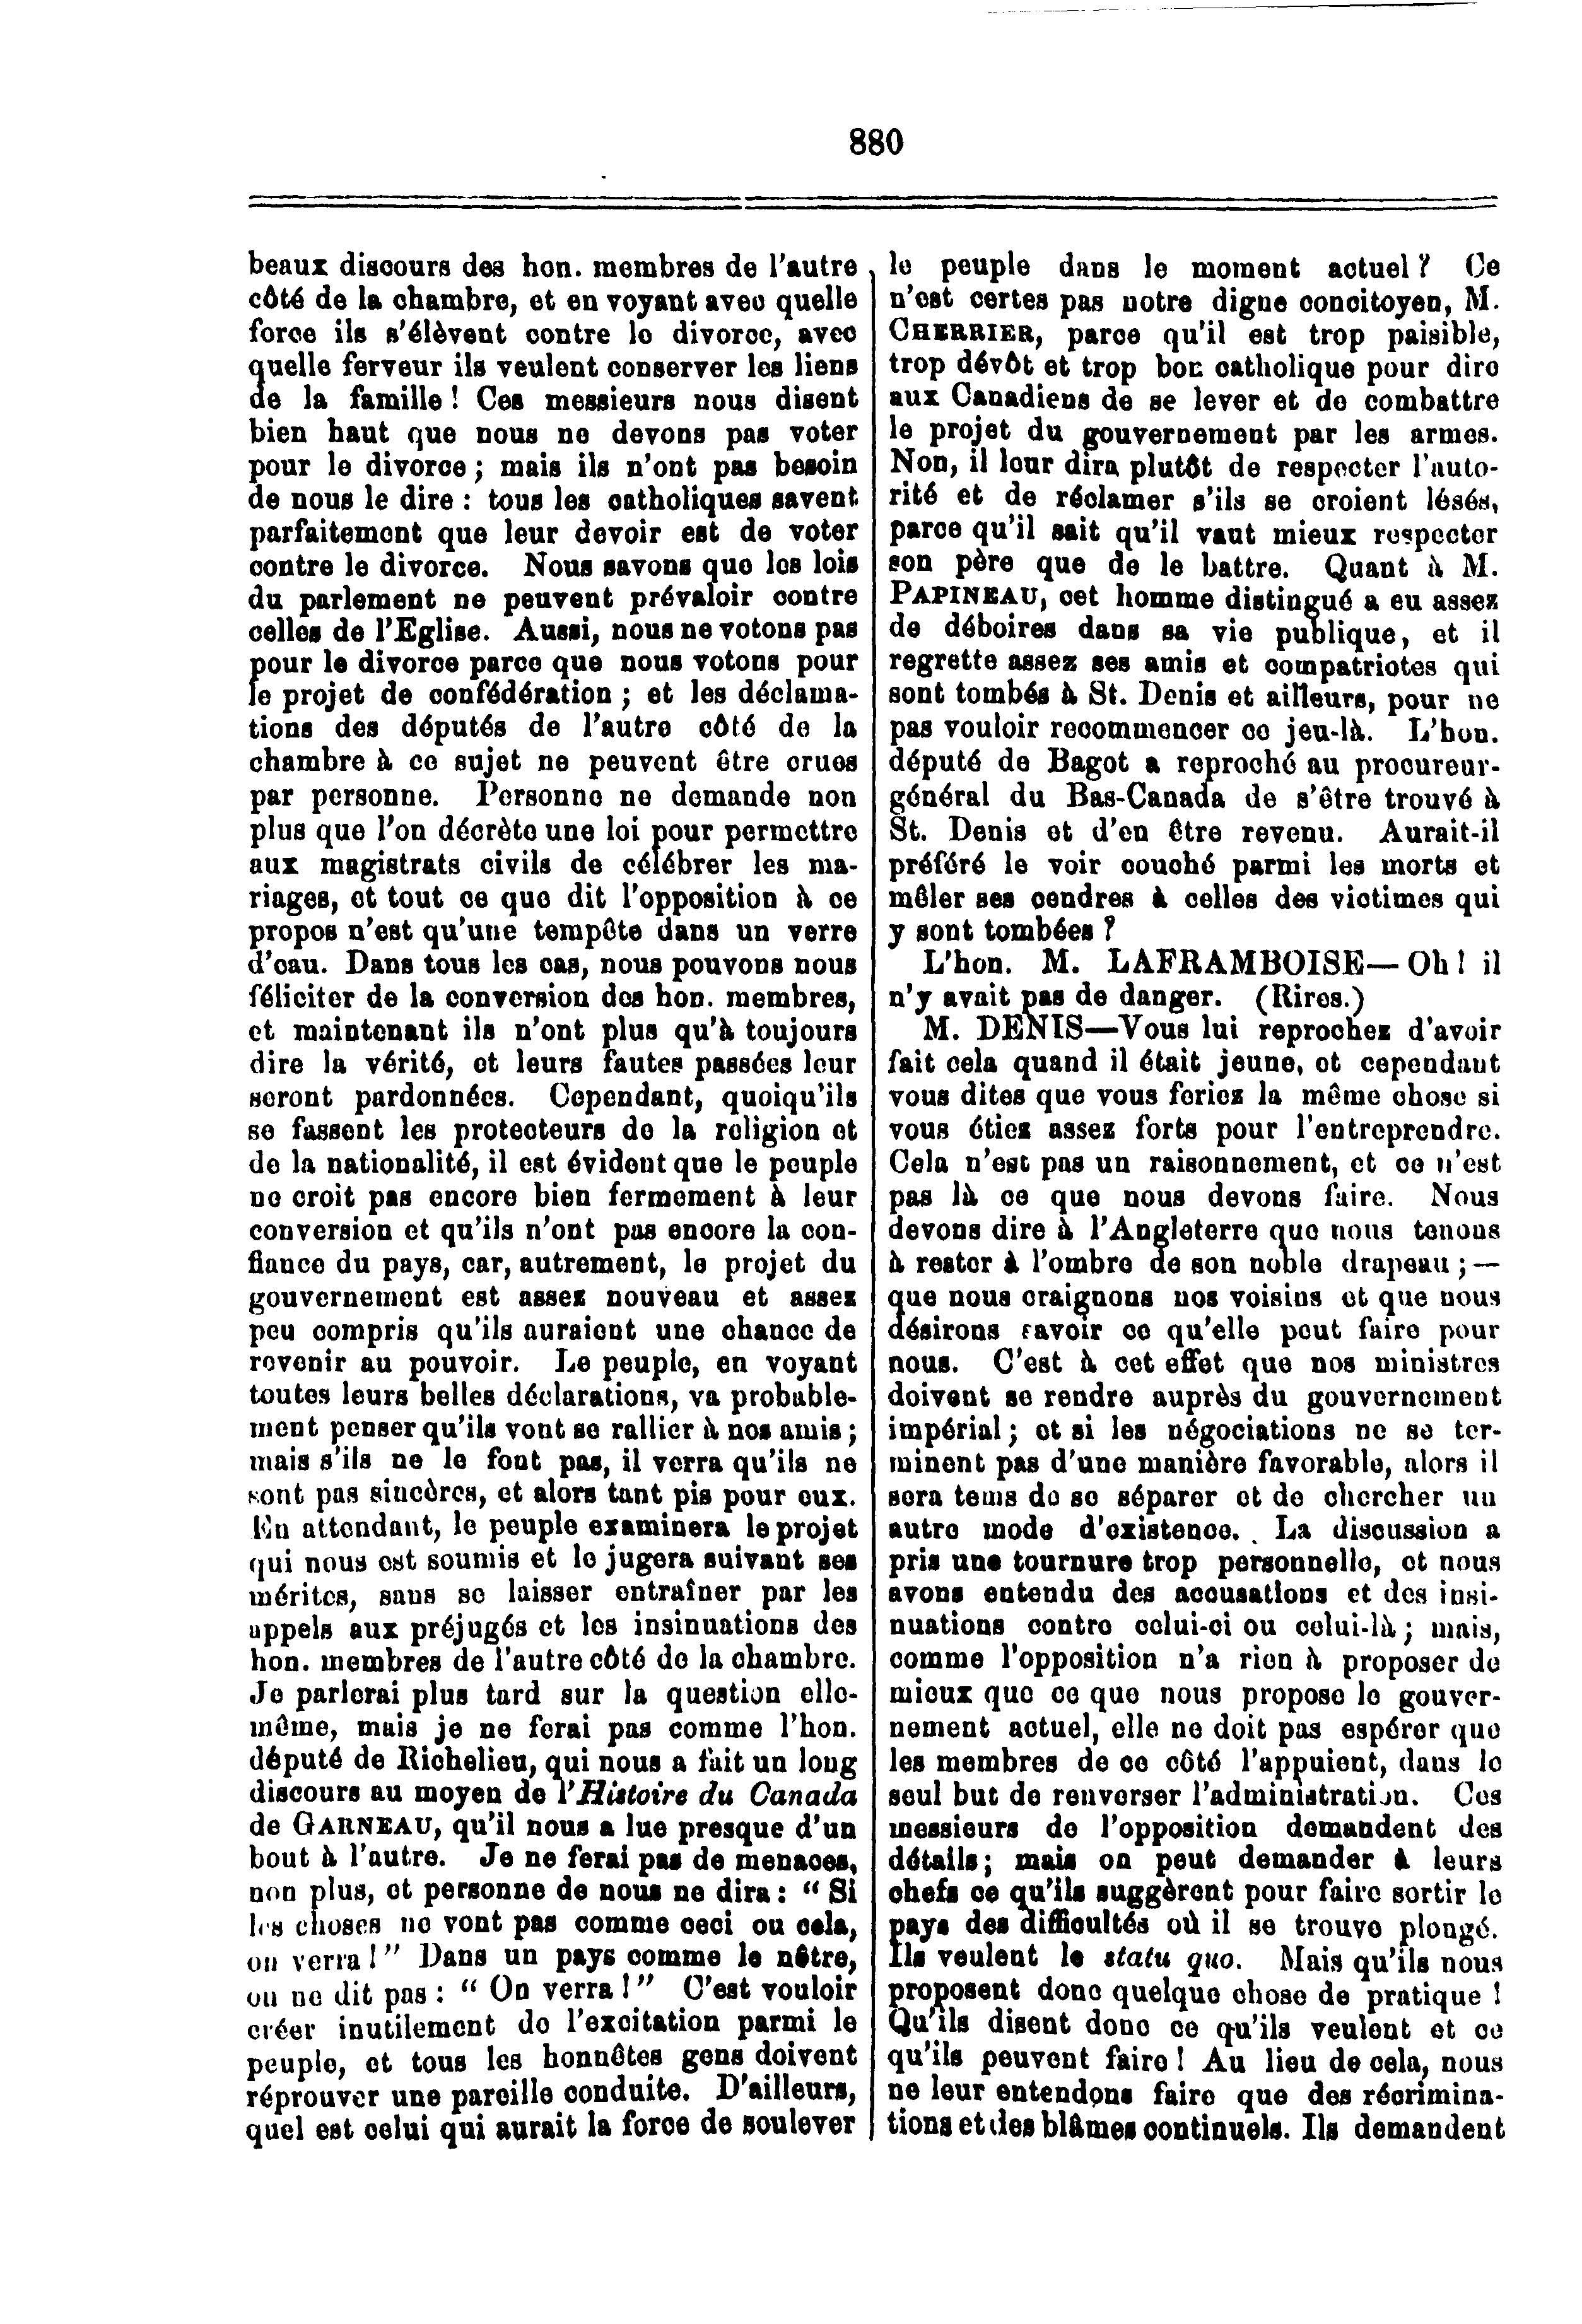 880
beaux discours des hon. membres de l'autre
côté de la chambre, et en voyant avec quelle
force ils s'élèvent contre le divorce, avec
quelle ferveur ils veulent conserver les liens
de la famille ! Ces messieurs nous disent
bien haut que nous ne devons pas voter
pour le divorce ; mais ils n'ont pas besoin
de nous le dire : tous les catholiques savent
parfaitement que leur devoir est de voter
contre le divorce. Nous savons que les lois
du parlement ne peuvent prévaloir contre
celles de l'Eglise. Aussi, nous ne votons pas
pour le divorce parce que nous votons pour
le projet de confédération ; et les déclama-
tions des députés de l'autre côté de la
chambre à ce sujet ne peuvent être crues
par personne. Personne ne demande non
plus que l'on décrète une loi pour permettre
aux magistrats civils de célébrer les ma-
riages, et tout ce que dit l'opposition à ce
propos n'est qu'une tempête dans un verre
d'eau. Dans tous les cas, nous pouvons nous
féliciter de la conversion des hon. membres,
et maintenant ils n'ont plus qu'à toujours
dire la vérité, et leurs fautes passées leur
seront pardonnées. Cependant, quoiqu'ils
se fassent les protecteurs de la religion et
de la nationalité, il est évident que le peuple
ne croit pas encore bien fermement à leur
conversion et qu'ils n'ont pas encore la con-
fiance du pays, car, autrement, le projet du
gouvernement est assez nouveau et assez
peu compris qu'ils auraient une chance de
revenir au pouvoir. Le peuple, en voyant
toutes leurs belles déclarations, va probable-
ment penser qu'ils vont se rallier à nos amis ;
mais s'ils ne le font pas, il verra qu'ils ne
sont pas sincères, et alors tant pis pour eux.
En attendant, le peuple examinera le projet
qui nous est soumis et le jugera suivant ses
mérites, sans se laisser entraîner par les
appels aux préjugés et les insinuations des
hon. membres de l'autre côté de la chambre.
Je parlerai plus tard sur la question elle-
même, mais je ne ferai pas comme l'hon.
député de Richelieu, qui nous a fait un long
discours au moyen de l'Histoire du Canada
de GARNEAU, qu'il nous a lue presque d'un
bout à l'autre. Je ne ferai pas de menaces,
non plus, et personne de nous ne dira : “ Si
les choses ne vont pas comme ceci ou cela,
on verra ! ” Dans un pays comme le nôtre,
on ne dit pas : “ On verra ! ” C'est vouloir
créer inutilement de l'excitation parmi le
peuple, et tous les honnêtes gens doivent
réprouver une pareille conduite. D'ailleurs,
quel est celui qui aurait la force de soulever
le peuple dans le moment actuel ? Ce
n'est certes pas notre digne concitoyen, M.
CHERRIER, parce qu'il est trop paisible,
trop dévôt et trop bon catholique pour dire
aux Canadiens de se lever et de combattre
le projet du gouvernement par les armes.
Non, il leur dira plutôt de respecter l'auto-
rité et de réclamer s'ils se croient lésés,
parce qu'il sait qu'il vaut mieux respecter
son père que de le battre. Quant à M.
PAPINEAU, cet homme distingué a eu assez
de déboires dans sa vie publique, et il
regrette assez ses amis et compatriotes qui
sont tombés à St. Denis et ailleurs, pour ne
pas vouloir recommencer ce jeu-là. L'hon.
député de Bagot a reproché au procureur-
général du Bas-Canada de s'être trouvé à
St. Denis et d'en être revenu. Aurait-il
préféré le voir couché parmi les morts et
mêler ses cendres à celles des victimes qui
y sont tombées ?
L'hon. M. LAFRAMBOISE—Oh ! il
n'y avait pas de danger. (Rires.)
M. DENIS—Vous lui reprochez d'avoir
fait cela quand il était jeune, et cependant
vous dites que vous feriez la même chose si
vous étiez assez forts pour l'entreprendre.
Cela n'est pas un raisonnement, et ce n'est
pas là ce que nous devons faire. Nous
devons dire à l'Angleterre que nous tenons
à rester à l'ombre de son noble drapeau ;—
que nous craignons nos voisins et que nous
désirons savoir ce qu'elle peut faire pour
nous. C'est à cet effet que nos ministres
doivent se rendre auprès du gouvernement
impérial ; et si les négociations ne se ter-
minent pas d'une manière favorable, alors il
sera tems de se séparer et de chercher un
autre mode d'existence. La discussion a
pris une tournure trop personnelle, et nous
avons entendu des accusations et des insi-
nuations contre celui-ci ou celui-là ; mais,
comme l'opposition n'a rien à proposer de
mieux que ce que nous propose le gouver-
nement actuel, elle ne doit pas espérer que
les membres de ce côté l'appuient, dans le
seul but de renverser l'administration. Ces
messieurs de l'opposition demandent des
détails ; mais on peut demander à leurs
chefs ce qu'ils suggèrent pour faire sortir le
pays des difficultés où il se trouve plongé.
Ils veulent le statu quo. Mais qu'ils nous
proposent donc quelque chose de pratique !
Qu'ils disent donc ce qu'ils veulent et ce
qu'ils peuvent faire ! Au lieu de cela, nous
ne leur entendons faire que des récrimina-
tions et des blâmes continuels. Ils demandent